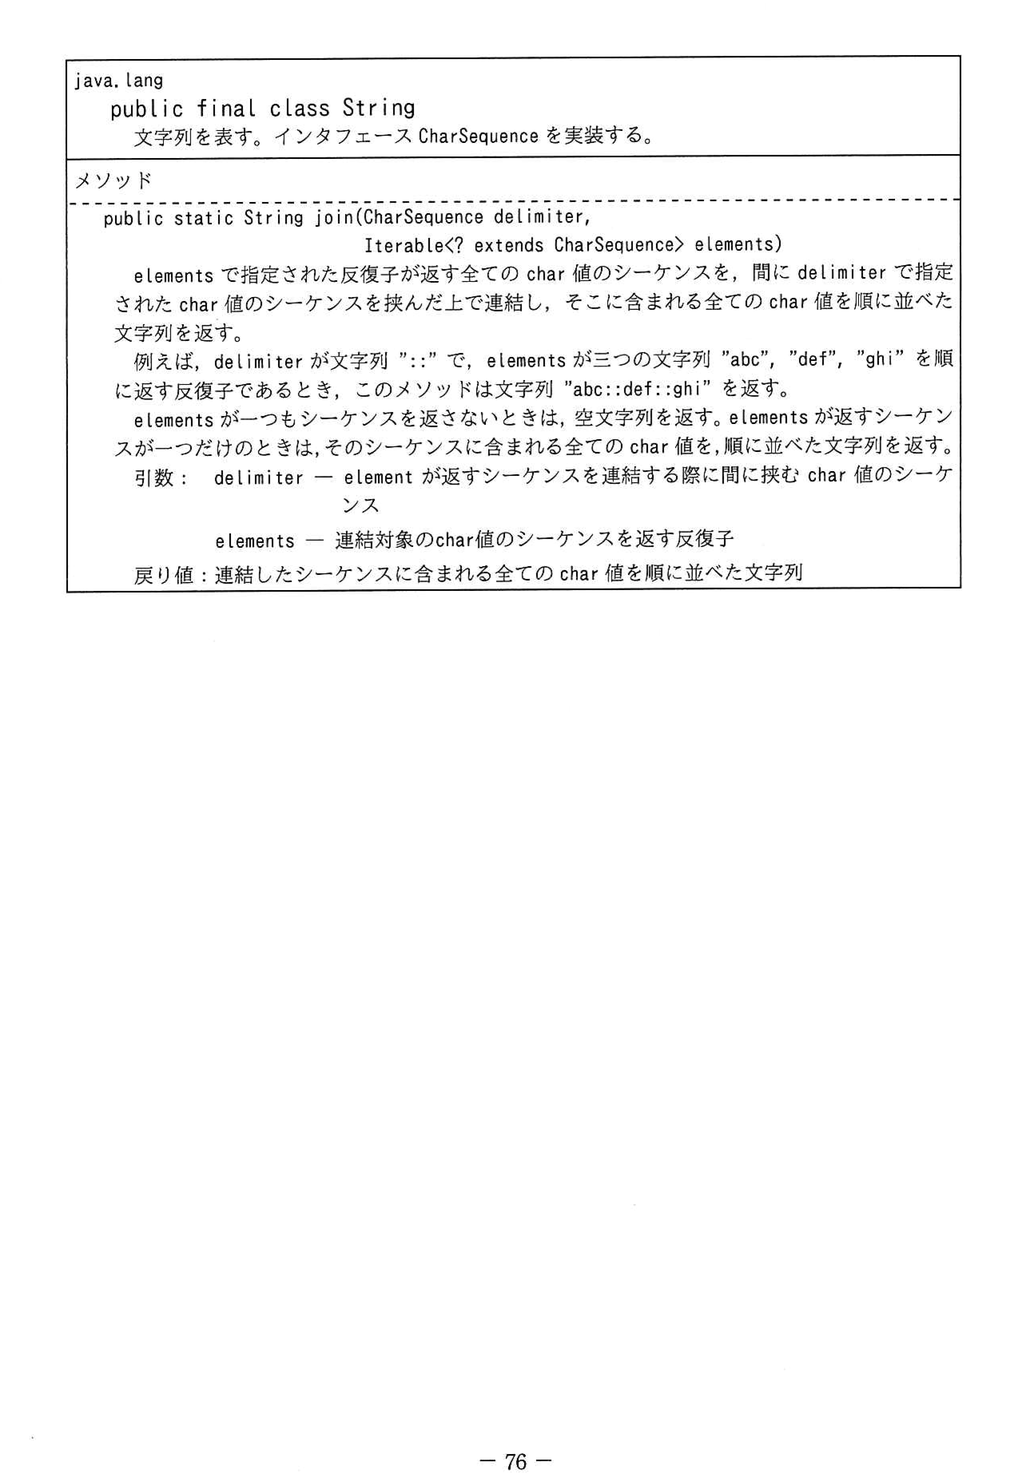 java.lang
public final class String
文字列を表す。インタフェース CharSequence を実装する。
メソッド
public static String join(CharSequence delimiter,
Iterable<? extends CharSequence> elements)
elements で指定された反復子が返す全ての char 値のシーケンスを，間に delimiter で指定
された char 値のシーケンスを挟んだ上で連結し，そこに含まれる全ての char 値を順に並べた
文字列を返す。
例えば，delimiter が文字列 ”::” で，elements が三つの文字列 ”abc”, ”def”, ”ghi” を順
に返す反復子であるとき，このメソッドは文字列 ”abc::def::ghi” を返す。
elements が一つもシーケンスを返さないときは，空文字列を返す。elements が返すシーケン
スが一つだけのときは，そのシーケンスに含まれる全ての char 値を，順に並べた文字列を返す。
引数： delimiter — element が返すシーケンスを連結する際に間に挟む char 値のシーケ
ンス
elements — 連結対象のchar値のシーケンスを返す反復子
戻り値：連結したシーケンスに含まれる全ての char 値を順に並べた文字列
— 76 —